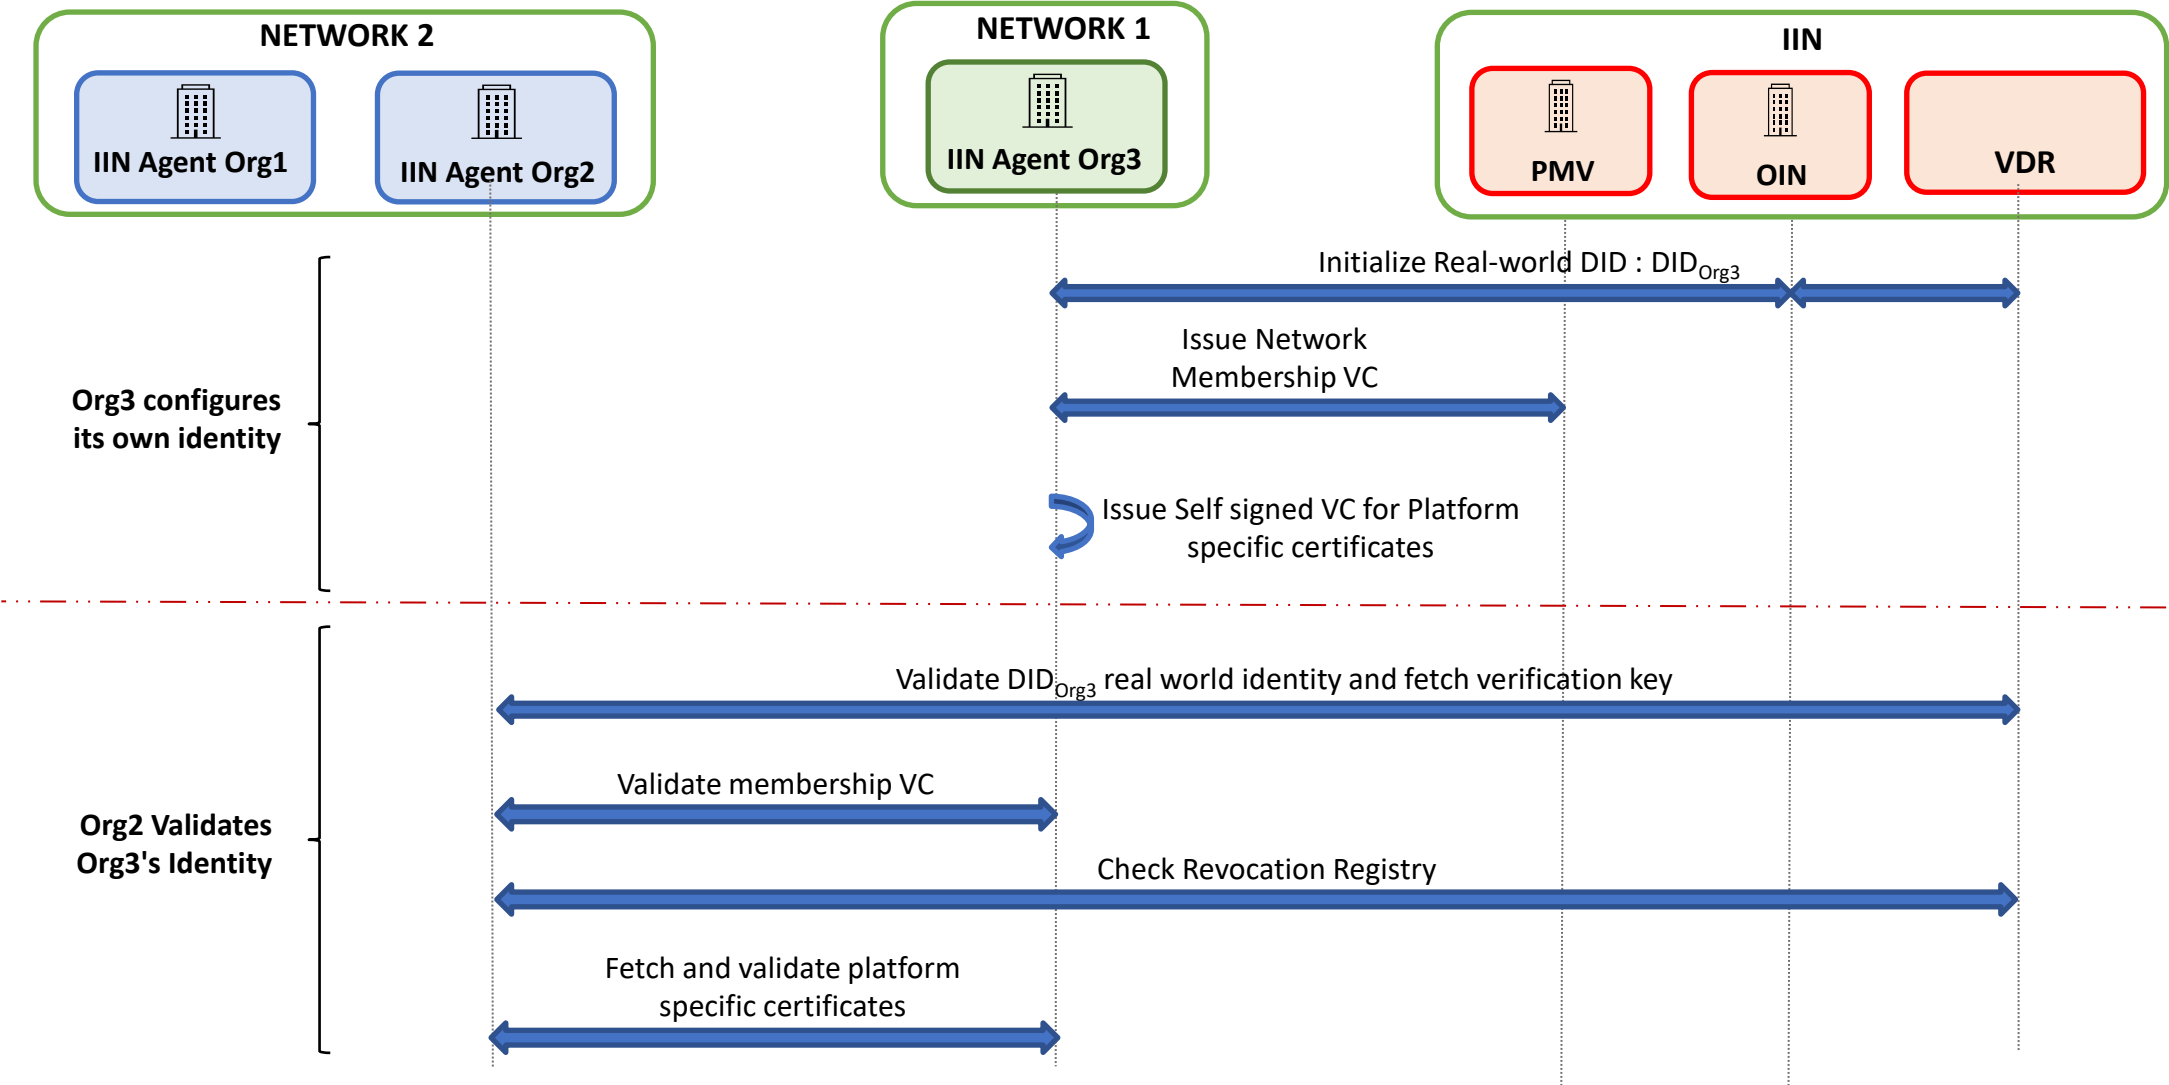 NETWORK 2
NETWORK 1
IIN
IIN Agent Org1
IIN Agent Org2
IIN Agent Org3
PMV
OIN
VDR
Initialize Real-world DID : DIDOrg3
Issue Network
Membership VC
Org3 configures
its own identity
Issue Self signed VC for Platform
specific certificates
Validate DIDOrg3 real world identity and fetch verification key
Validate membership VC
Org2 Validates
Org3's Identity
Check Revocation Registry
Fetch and validate platform
specific certificates